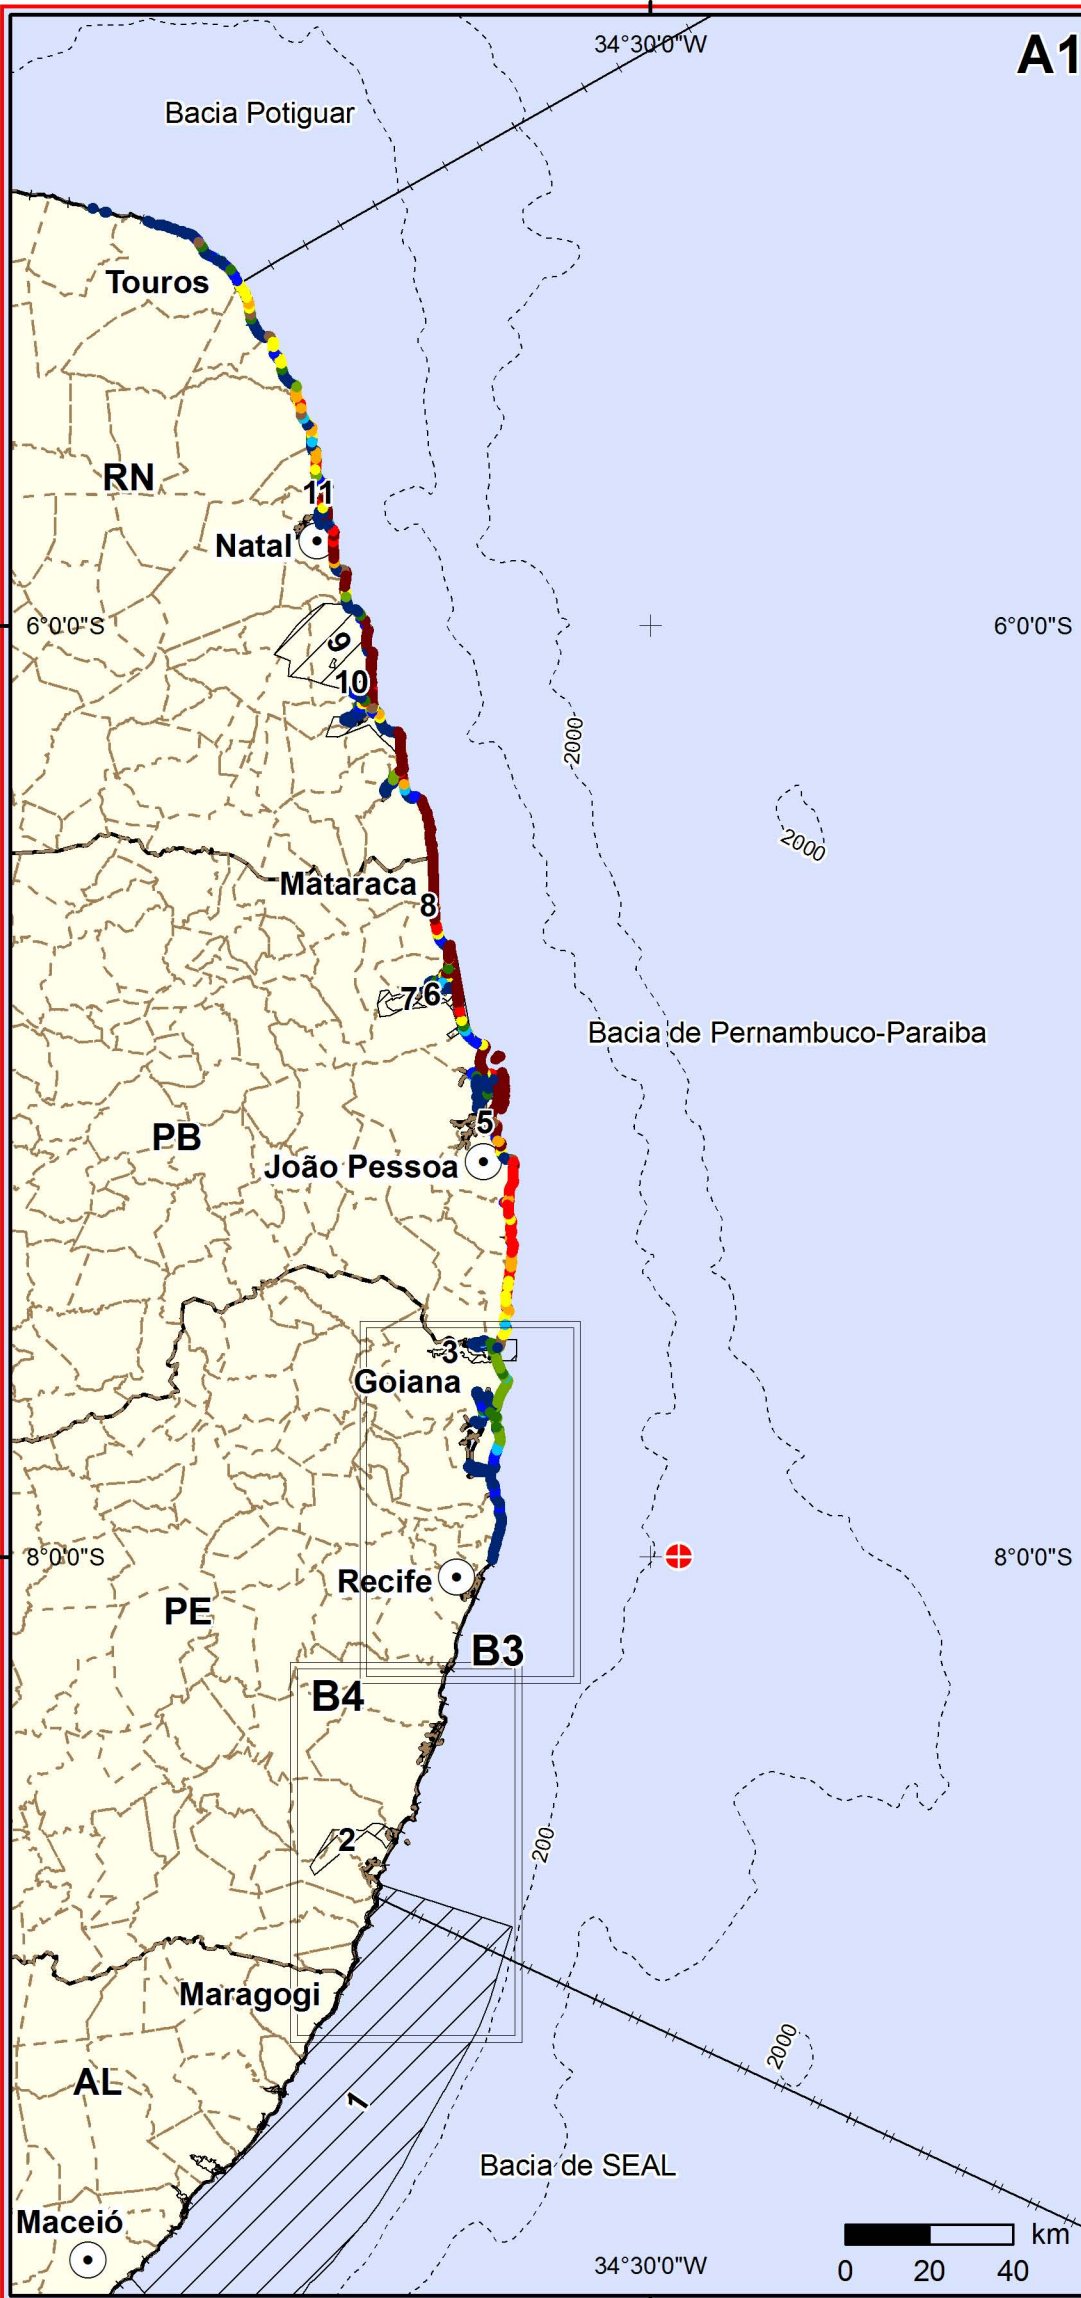 34°30'0"W
A1
Bacia Potiguar
Touros
RN
11
Natal
6°0'0"S
6°0'0"S
9
10
2000
2000
Mataraca
8
7
6
Bacia de Pernambuco-Paraiba
5
PB
João Pessoa
3
Goiana
8°0'0"S
8°0'0"S
Recife
PE
B3
B4
2
200
Maragogi
2000
AL
1
Bacia de SEAL
Maceió
34°30'0"W
km
0 20 40